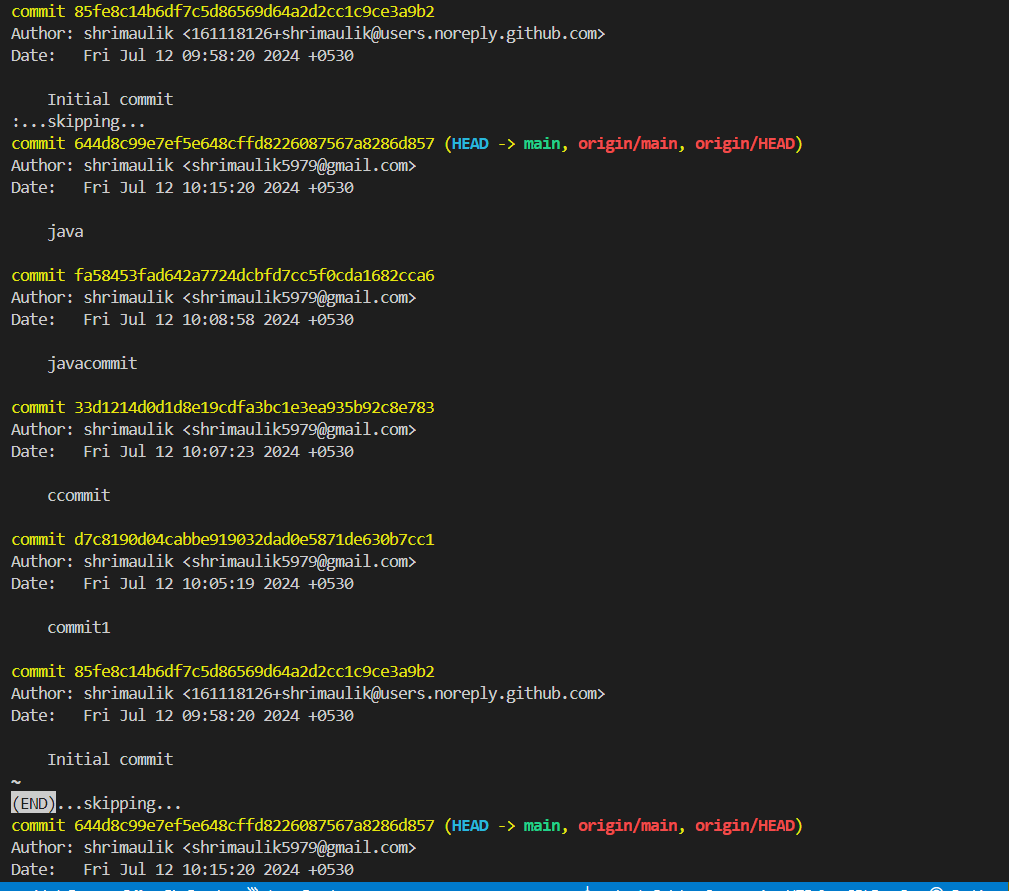 commit 85fe8c14b6df7c5d86569d64a2d2cc1c9ce3a9b2
Author: shrimaulik <161118126+shrimaulik@users.noreply.github.com>
Date:   Fri Jul 12 09:58:20 2024 +0530
    Initial commit
:...skipping...
commit 644d8c99e7ef5e648cffd8226087567a8286d857 (HEAD -> main, origin/main, origin/HEAD)
Author: shrimaulik <shrimaulik5979@gmail.com>
Date:   Fri Jul 12 10:15:20 2024 +0530
    java
commit fa58453fad642a7724dcbfd7cc5f0cda1682cca6
Author: shrimaulik <shrimaulik5979@gmail.com>
Date:   Fri Jul 12 10:08:58 2024 +0530
    javacommit
commit 33d1214d0d1d8e19cdfa3bc1e3ea935b92c8e783
Author: shrimaulik <shrimaulik5979@gmail.com>
Date:   Fri Jul 12 10:07:23 2024 +0530
    ccommit
commit d7c8190d04cabbe919032dad0e5871de630b7cc1
Author: shrimaulik <shrimaulik5979@gmail.com>
Date:   Fri Jul 12 10:05:19 2024 +0530
    commit1
commit 85fe8c14b6df7c5d86569d64a2d2cc1c9ce3a9b2
Author: shrimaulik <161118126+shrimaulik@users.noreply.github.com>
Date:   Fri Jul 12 09:58:20 2024 +0530
    Initial commit
~
(END)...skipping...
commit 644d8c99e7ef5e648cffd8226087567a8286d857 (HEAD -> main, origin/main, origin/HEAD)
Author: shrimaulik <shrimaulik5979@gmail.com>
Date:   Fri Jul 12 10:15:20 2024 +0530